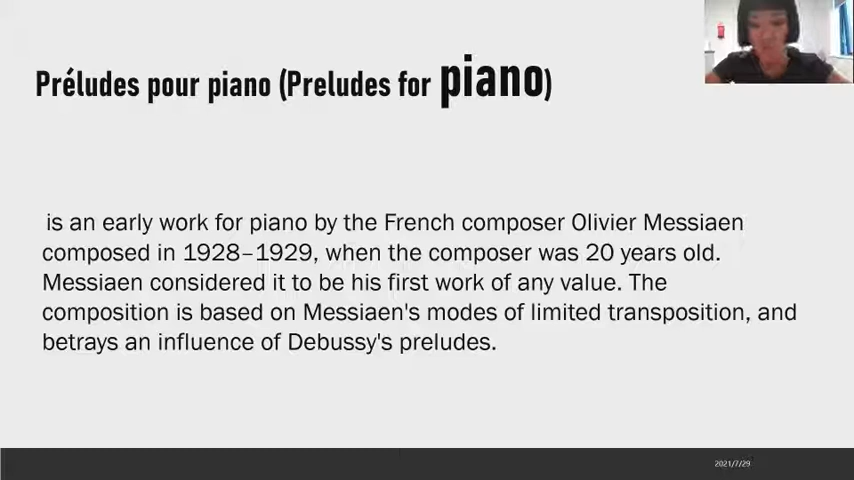 Préludes pour piano (Preludes for piano)
is an early work for piano by the French composer Olivier Messiaen
composed in 1928–1929, when the composer was 20 years old.
Messiaen considered it to be his first work of any value. The
composition is based on Messiaen's modes of limited transposition, and
betrays an influence of Debussy's preludes.
2021/7/29